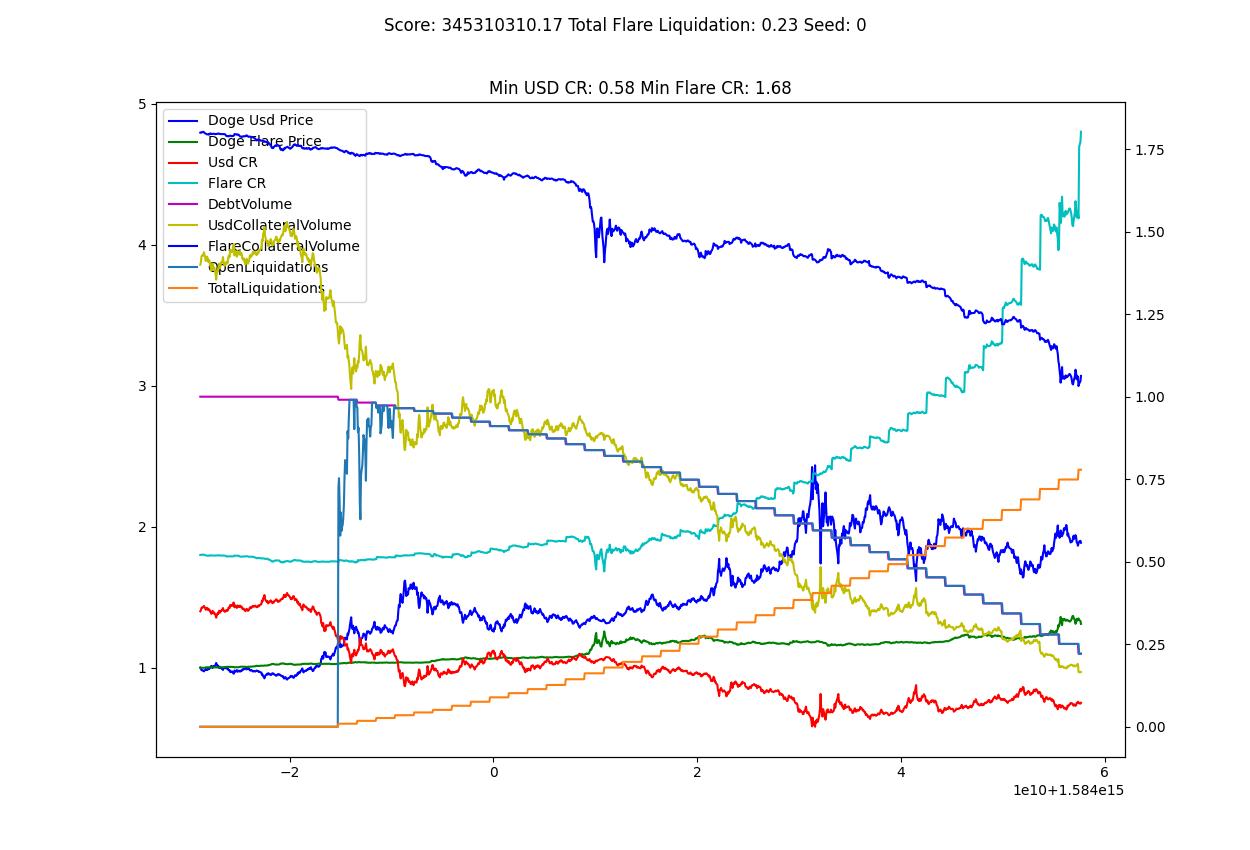 Score: 345310310.17 Total Flare Liquidation: 0.23 Seed: 0
Min USD CR: 0.58 Min Flare CR: 1.68
Doge Usd Price
Doge Flare Price
Usd CR
Flare CR
DebtVolume
UsdCollateralVolume
FlareCollateralVolume
OpenLiquidations
TotalLiquidations
5
4
3
2
1
1.75
1.50
1.25
1.00
0.75
0.50
0.25
0.00
−2
0
2
4
6
1e10+1.584e15